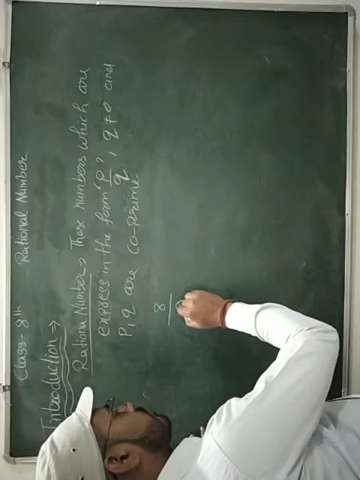 Class- 8th Rational Number
Introduction →
Rational Number → Those numbers which are
express in the form 'p/q', q ≠ 0 and
P, q are co-prime.
8